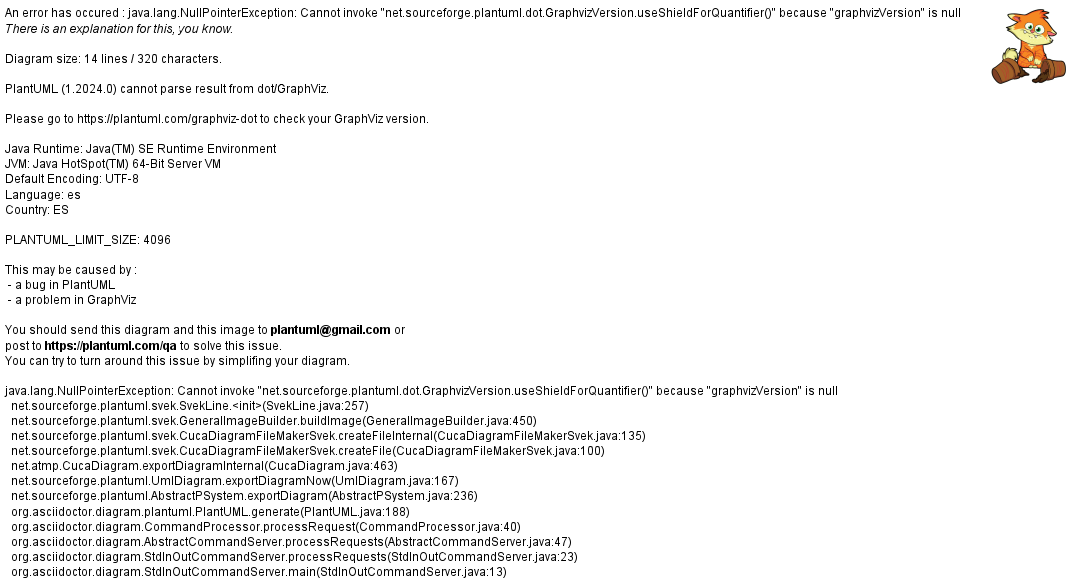 An error has occured : java.lang.NullPointerException: Cannot invoke "net.sourceforge.plantuml.dot.GraphvizVersion.useShieldForQuantifier()" because "graphvizVersion" is null
There is an explanation for this, you know.
Diagram size: 14 lines / 320 characters.
PlantUML (1.2024.0) cannot parse result from dot/GraphViz.
Please go to https://plantuml.com/graphviz-dot to check your GraphViz version.
Java Runtime: Java(TM) SE Runtime Environment
JVM: Java HotSpot(TM) 64-Bit Server VM
Default Encoding: UTF-8
Language: es
Country: ES
PLANTUML_LIMIT_SIZE: 4096
This may be caused by :
- a bug in PlantUML
- a problem in GraphViz
You should send this diagram and this image to plantuml@gmail.com or
post to https://plantuml.com/qa to solve this issue.
You can try to turn around this issue by simplifing your diagram.
java.lang.NullPointerException: Cannot invoke "net.sourceforge.plantuml.dot.GraphvizVersion.useShieldForQuantifier()" because "graphvizVersion" is null
net.sourceforge.plantuml.svek.SvekLine.<init>(SvekLine.java:257)
net.sourceforge.plantuml.svek.GeneralImageBuilder.buildImage(GeneralImageBuilder.java:450)
net.sourceforge.plantuml.svek.CucaDiagramFileMakerSvek.createFileInternal(CucaDiagramFileMakerSvek.java:135)
net.sourceforge.plantuml.svek.CucaDiagramFileMakerSvek.createFile(CucaDiagramFileMakerSvek.java:100)
net.atmp.CucaDiagram.exportDiagramInternal(CucaDiagram.java:463)
net.sourceforge.plantuml.UmlDiagram.exportDiagramNow(UmlDiagram.java:167)
net.sourceforge.plantuml.AbstractPSystem.exportDiagram(AbstractPSystem.java:236)
org.asciidoctor.diagram.plantuml.PlantUML.generate(PlantUML.java:188)
org.asciidoctor.diagram.CommandProcessor.processRequest(CommandProcessor.java:40)
org.asciidoctor.diagram.AbstractCommandServer.processRequests(AbstractCommandServer.java:47)
org.asciidoctor.diagram.StdInOutCommandServer.processRequests(StdInOutCommandServer.java:23)
org.asciidoctor.diagram.StdInOutCommandServer.main(StdInOutCommandServer.java:13)